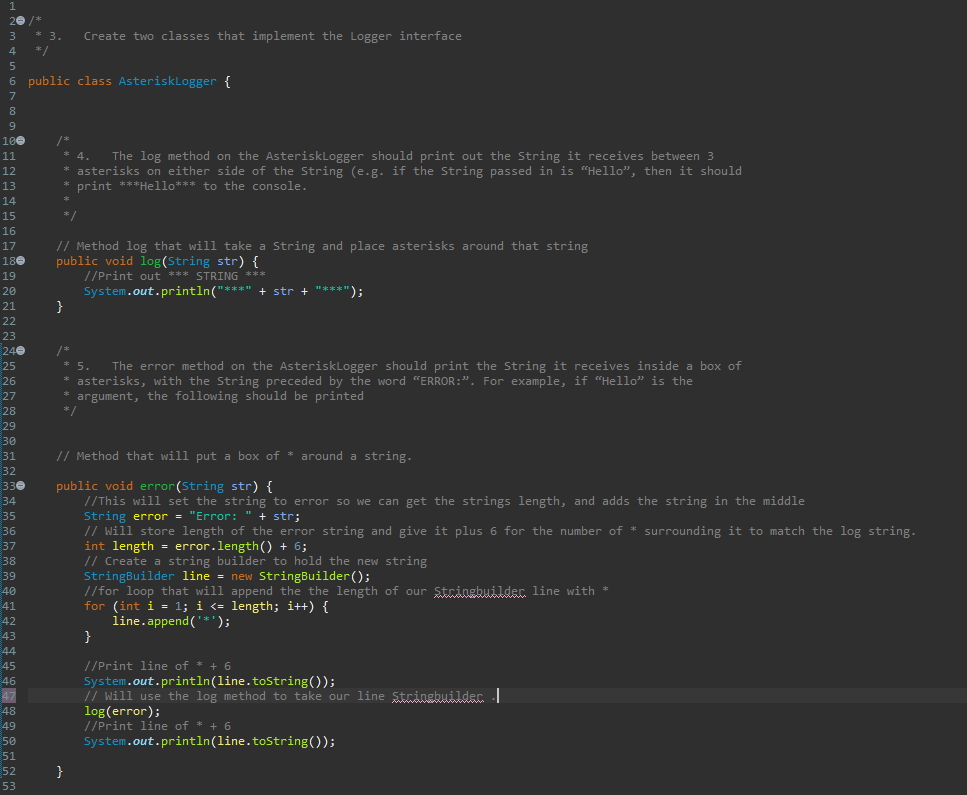 1
2 /*
3  * 3.   Create two classes that implement the Logger interface
4  */
5
6 public class AsteriskLogger {
7
8
9
10     /*
11      * 4.   The log method on the AsteriskLogger should print out the String it receives between 3
12      * asterisks on either side of the String (e.g. if the String passed in is “Hello”, then it should
13      * print ***Hello*** to the console.
14      *
15      */
16
17     // Method log that will take a String and place asterisks around that string
18     public void log(String str) {
19         //Print out *** STRING ***
20         System.out.println("***" + str + "***");
21     }
22
23
24     /*
25      * 5.   The error method on the AsteriskLogger should print the String it receives inside a box of
26      * asterisks, with the String preceded by the word “ERROR:”. For example, if “Hello” is the
27      * argument, the following should be printed
28      */
29
30
31     // Method that will put a box of * around a string.
32
33     public void error(String str) {
34         //This will set the string to error so we can get the strings length, and adds the string in the middle
35         String error = "Error: " + str;
36         // Will store length of the error string and give it plus 6 for the number of * surrounding it to match the log string.
37         int length = error.length() + 6;
38         // Create a string builder to hold the new string
39         StringBuilder line = new StringBuilder();
40         //for loop that will append the the length of our Stringbuilder line with *
41         for (int i = 1; i <= length; i++) {
42             line.append('*');
43         }
44
45         //Print line of * + 6
46         System.out.println(line.toString());
47         // Will use the log method to take our line Stringbuilder .
48         log(error);
49         //Print line of * + 6
50         System.out.println(line.toString());
51
52     }
53